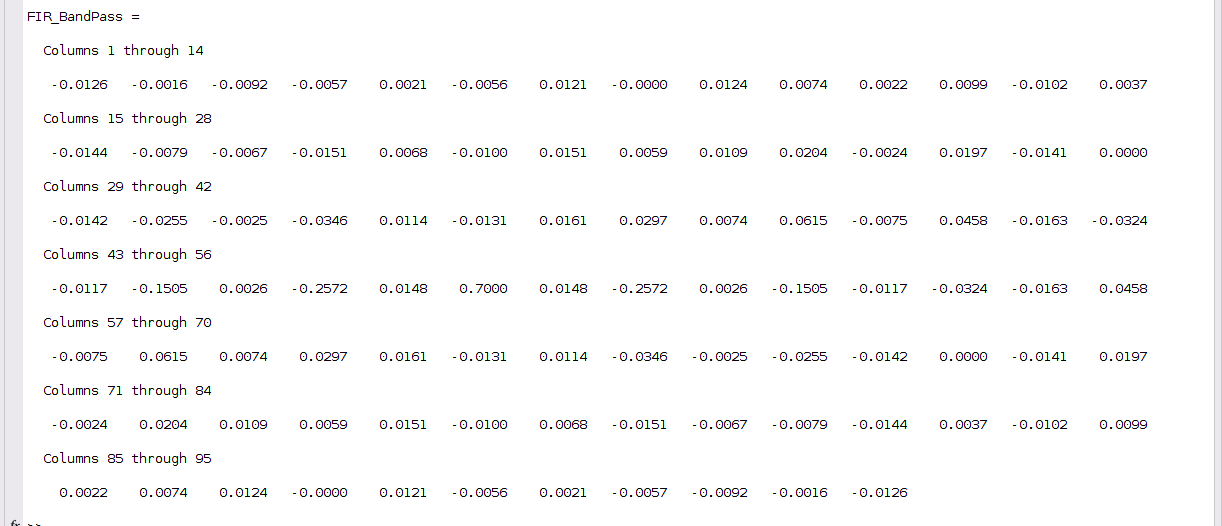 FIR_BandPass =
Columns 1 through 14
-0.0126 -0.0016 -0.0092 -0.0057 0.0021 -0.0056 0.0121 -0.0000 0.0124 0.0074 0.0022 0.0099 -0.0102 0.0037
Columns 15 through 28
-0.0144 -0.0079 -0.0067 -0.0151 0.0068 -0.0100 0.0151 0.0059 0.0109 0.0204 -0.0024 0.0197 -0.0141 0.0000
Columns 29 through 42
-0.0142 -0.0255 -0.0025 -0.0346 0.0114 -0.0131 0.0161 0.0297 0.0074 0.0615 -0.0075 0.0458 -0.0163 -0.0324
Columns 43 through 56
-0.0117 -0.1505 0.0026 -0.2572 0.0148 0.7000 0.0148 -0.2572 0.0026 -0.1505 -0.0117 -0.0324 -0.0163 0.0458
Columns 57 through 70
-0.0075 0.0615 0.0074 0.0297 0.0161 -0.0131 0.0114 -0.0346 -0.0025 -0.0255 -0.0142 0.0000 -0.0141 0.0197
Columns 71 through 84
-0.0024 0.0204 0.0109 0.0059 0.0151 -0.0100 0.0068 -0.0151 -0.0067 -0.0079 -0.0144 0.0037 -0.0102 0.0099
Columns 85 through 95
0.0022 0.0074 0.0124 -0.0000 0.0121 -0.0056 0.0021 -0.0057 -0.0092 -0.0016 -0.0126